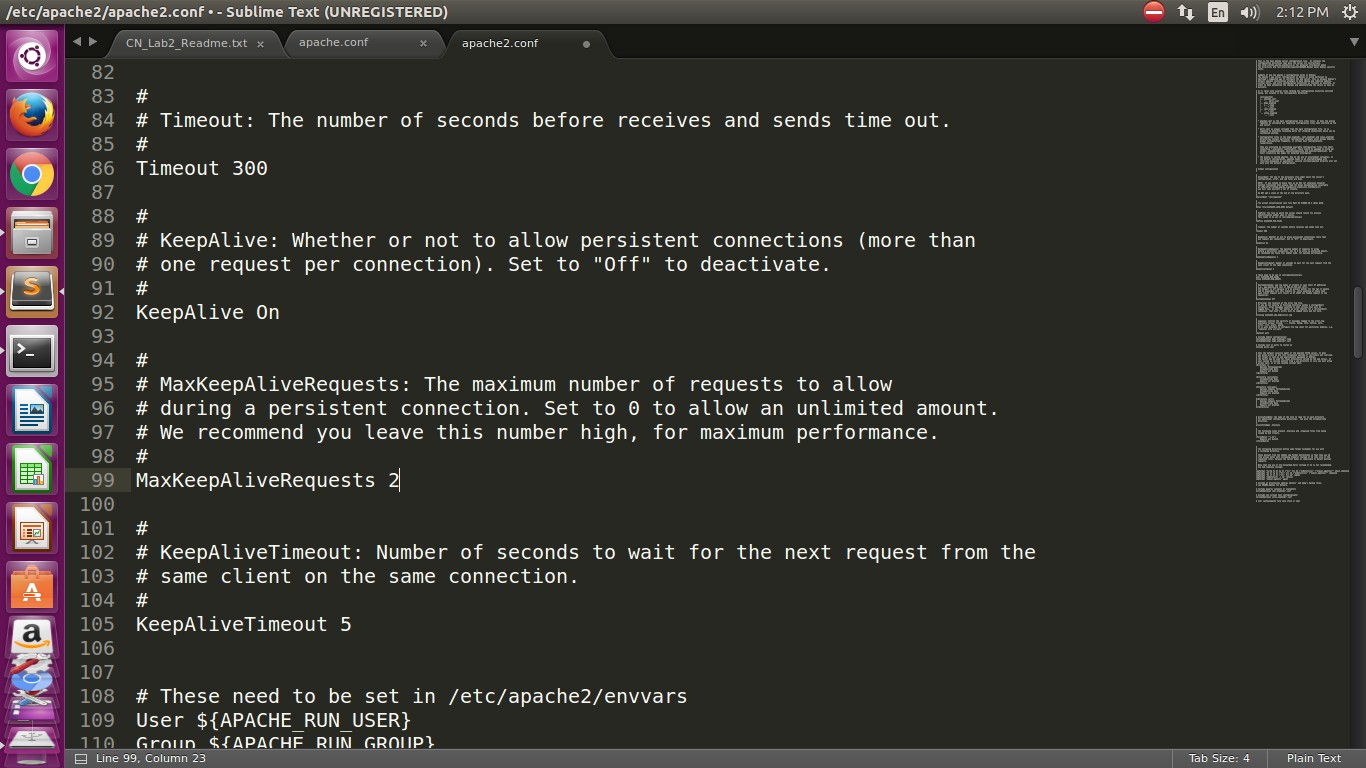 /etc/apache2/apache2.conf • - Sublime Text (UNREGISTERED)
En
2:12 PM
CN_Lab2_Readme.txt ×
apache.conf ×
apache2.conf
82
83 #
84 # Timeout: The number of seconds before receives and sends time out.
85 #
86 Timeout 300
87
88 #
89 # KeepAlive: Whether or not to allow persistent connections (more than
90 # one request per connection). Set to "Off" to deactivate.
91 #
92 KeepAlive On
93
94 #
95 # MaxKeepAliveRequests: The maximum number of requests to allow
96 # during a persistent connection. Set to 0 to allow an unlimited amount.
97 # We recommend you leave this number high, for maximum performance.
98 #
99 MaxKeepAliveRequests 2
100
101 #
102 # KeepAliveTimeout: Number of seconds to wait for the next request from the
103 # same client on the same connection.
104 #
105 KeepAliveTimeout 5
106
107
108 # These need to be set in /etc/apache2/envvars
109 User ${APACHE_RUN_USER}
110 Group ${APACHE_RUN_GROUP}
Line 99, Column 23
Tab Size: 4
Plain Text